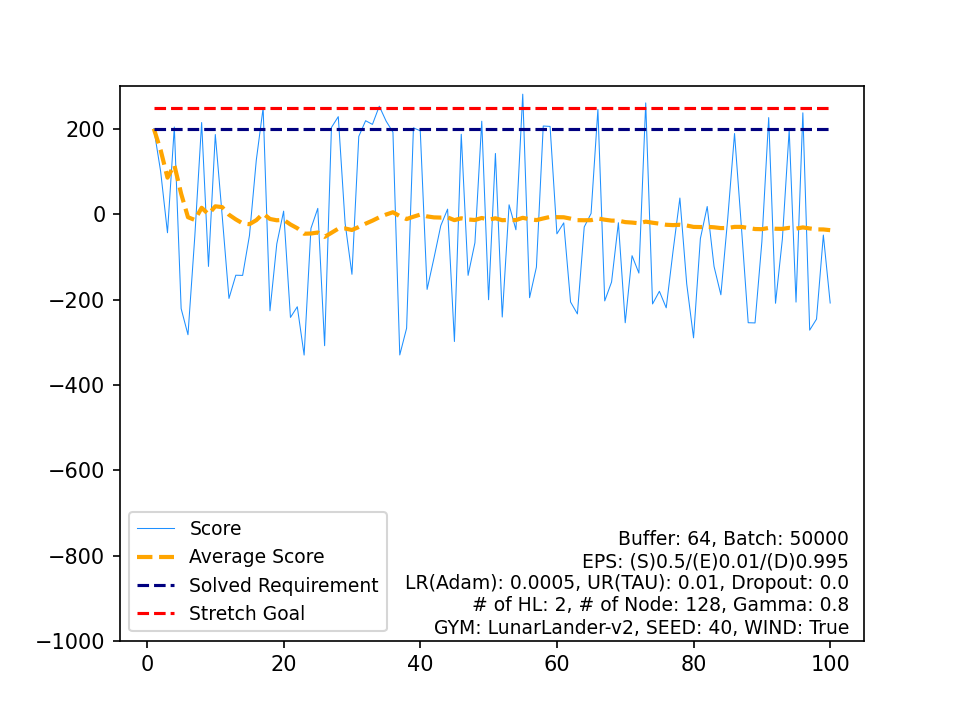 200
0
−200
−400
−600
−800
−1000
Score
Average Score
Solved Requirement
Stretch Goal
Buffer: 64, Batch: 50000
EPS: (S)0.5/(E)0.01/(D)0.995
LR(Adam): 0.0005, UR(TAU): 0.01, Dropout: 0.0
# of HL: 2, # of Node: 128, Gamma: 0.8
GYM: LunarLander-v2, SEED: 40, WIND: True
0 20 40 60 80 100